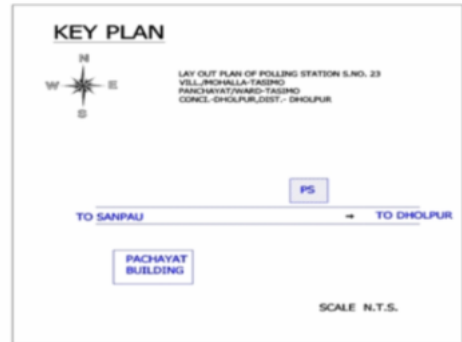 KEY PLAN
N
W E
S
LAY OUT PLAN OF POLLING STATION S.NO. 23
VILL./MOHALLA-TASIMO
PANCHAYAT/WARD-TASIMO
CONCI.-DHOLPUR,DIST.- DHOLPUR
PS
TO SANPAU → TO DHOLPUR
PACHAYAT
BUILDING
SCALE N.T.S.